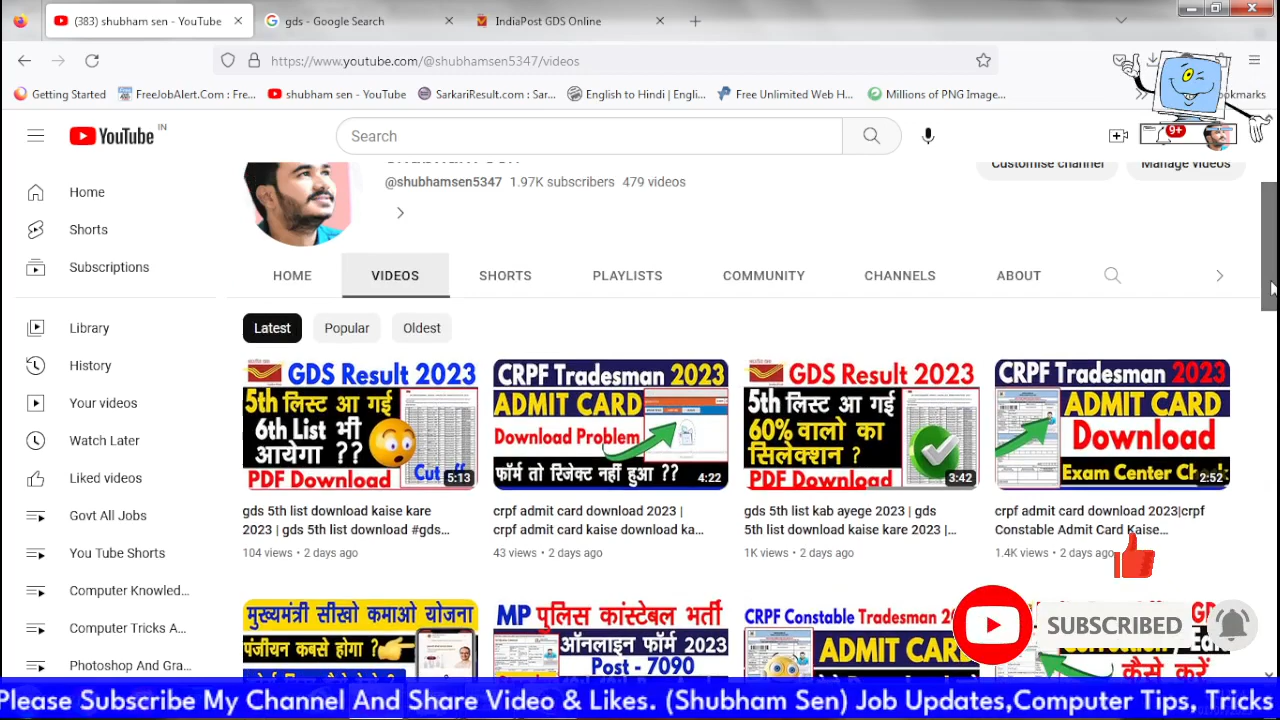 (383) shubham sen - YouTube
gds - Google Search
IndiaPost GDS Online
https://www.youtube.com/@shubhamsen5347/videos
Getting Started
FreeJobAlert.Com : Fre...
shubham sen - YouTube
SarkariResult.com : Sar...
English to Hindi | Engli...
Free Unlimited Web H...
Millions of PNG Image...
YouTube IN
Search
9+
Home
Shorts
Subscriptions
Library
History
Your videos
Watch Later
Liked videos
Govt All Jobs
You Tube Shorts
Computer Knowled...
Computer Tricks A...
Photoshop And Gra...
shubham sen
@shubhamsen5347 1.97K subscribers 479 videos
Customise channel
Manage videos
HOME
VIDEOS
SHORTS
PLAYLISTS
COMMUNITY
CHANNELS
ABOUT
Latest
Popular
Oldest
GDS Result 2023
5th लिस्ट आ गई
6th List भी
आयेगा ??
PDF Download
Cut off
5:13
CRPF Tradesman 2023
ADMIT CARD
Download Problem
फॉर्म तो रिजेक्ट नहीं हुआ ??
4:22
GDS Result 2023
5th लिस्ट आ गई
60% वालो का
सिलेक्शन ?
PDF Download
3:42
CRPF Tradesman 2023
ADMIT CARD
Download
Exam Center Check
2:52
gds 5th list download kaise kare
2023 | gds 5th list download #gds...
104 views • 2 days ago
crpf admit card download 2023 |
crpf admit card kaise download ka...
43 views • 2 days ago
gds 5th list kab ayege 2023 | gds
5th list download kaise kare 2023 |...
1K views • 2 days ago
crpf admit card download 2023|crpf
Constable Admit Card Kaise...
1.4K views • 2 days ago
मुख्यमंत्री सीखो कमाओ योजना
पंजीयन कबसे होगा ?
MP पुलिस कांस्टेबल भर्ती
ऑनलाइन फॉर्म 2023
Post - 7090
CRPF Constable Tradesman
ADMIT CARD
कैसे करें
SUBSCRIBED
Please Subscribe My Channel And Share Video & Likes. (Shubham Sen) Job Updates,Computer Tips, Tricks